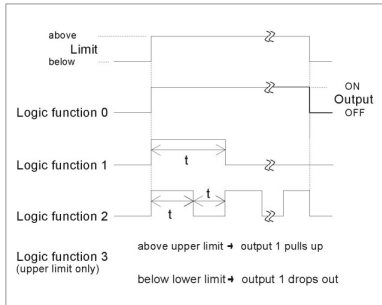 above
Limit
below
ON
Output
OFF
Logic function 0
Logic function 1
t
t
t
Logic function 2
Logic function 3
(upper limit only)
above upper limit → output 1 pulls up
below lower limit → output 1 drops out